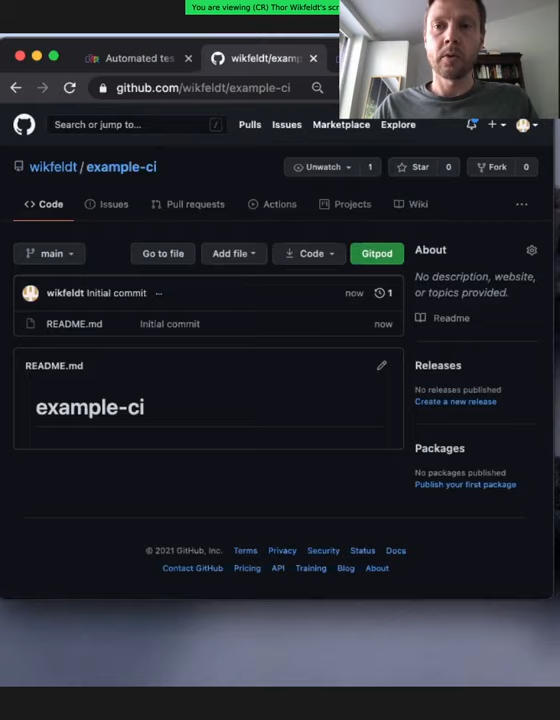 You are viewing (CR) Thor Wikfeldt's scr
Automated tes
wikfeldt/examp
github.com/wikfeldt/example-ci
Search or jump to...
/
Pulls Issues Marketplace Explore
wikfeldt / example-ci
Unwatch 1 Star 0 Fork 0
Code Issues Pull requests Actions Projects Wiki ...
main Go to file Add file Code Gitpod
About
No description, website,
or topics provided.
Readme
wikfeldt Initial commit ... now 1
README.md Initial commit now
README.md
example-ci
Releases
No releases published
Create a new release
Packages
No packages published
Publish your first package
© 2021 GitHub, Inc. Terms Privacy Security Status Docs
Contact GitHub Pricing API Training Blog About